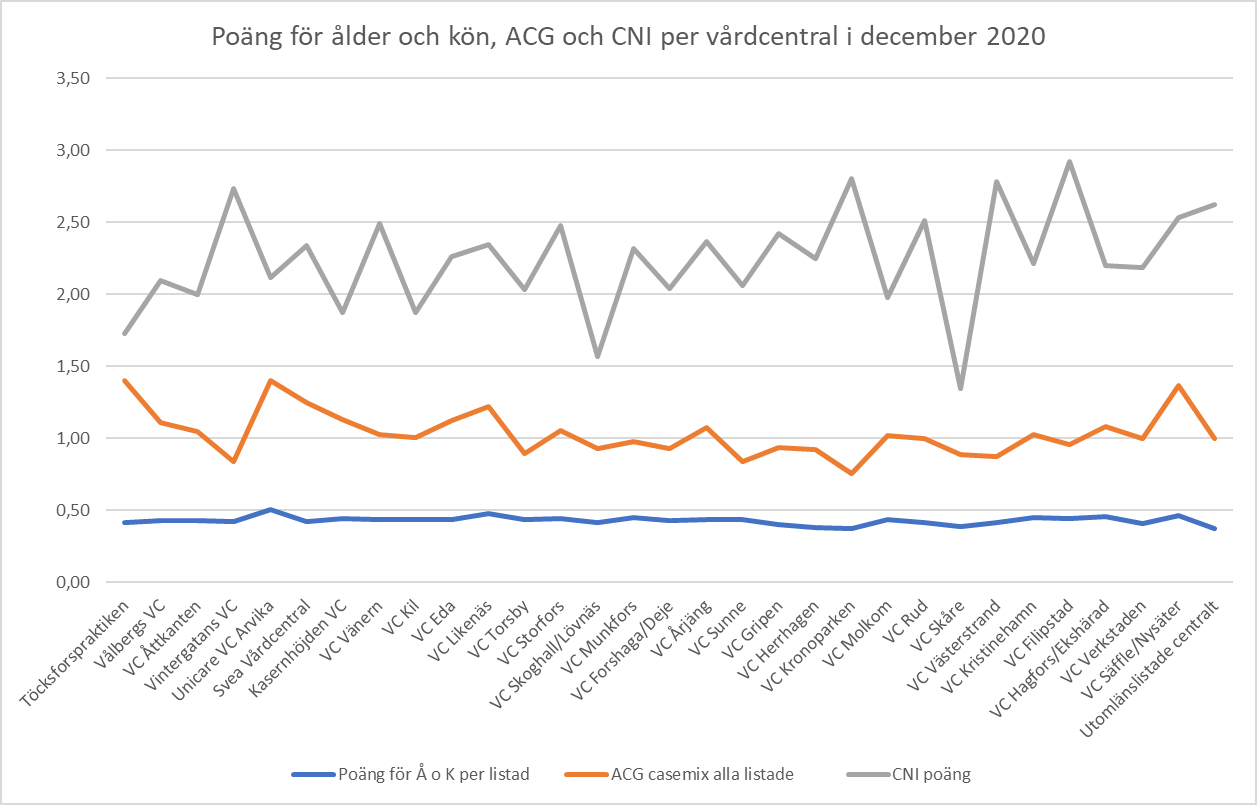 Poäng för ålder och kön, ACG och CNI per vårdcentral i december 2020
3,50
3,00
2,50
2,00
1,50
1,00
0,50
0,00
Töcksforspraktiken
Vålbergs VC
VC Åttkanten
Vintergatans VC
Unicare VC Arvika
Svea Vårdcentral
Kasernhöjden VC
VC Vänern
VC Kil
VC Eda
VC Likenäs
VC Torsby
VC Storfors
VC Skoghall/Lövnäs
VC Munkfors
VC Forshaga/Deje
VC Årjäng
VC Sunne
VC Gripen
VC Herrhagen
VC Kronoparken
VC Molkom
VC Rud
VC Skåre
VC Västerstrand
VC Kristinehamn
VC Filipstad
VC Hagfors/Ekshärad
VC Verkstaden
VC Säffle/Nysäter
Utomlänslistade centralt
Poäng för Å o K per listad
ACG casemix alla listade
CNI poäng